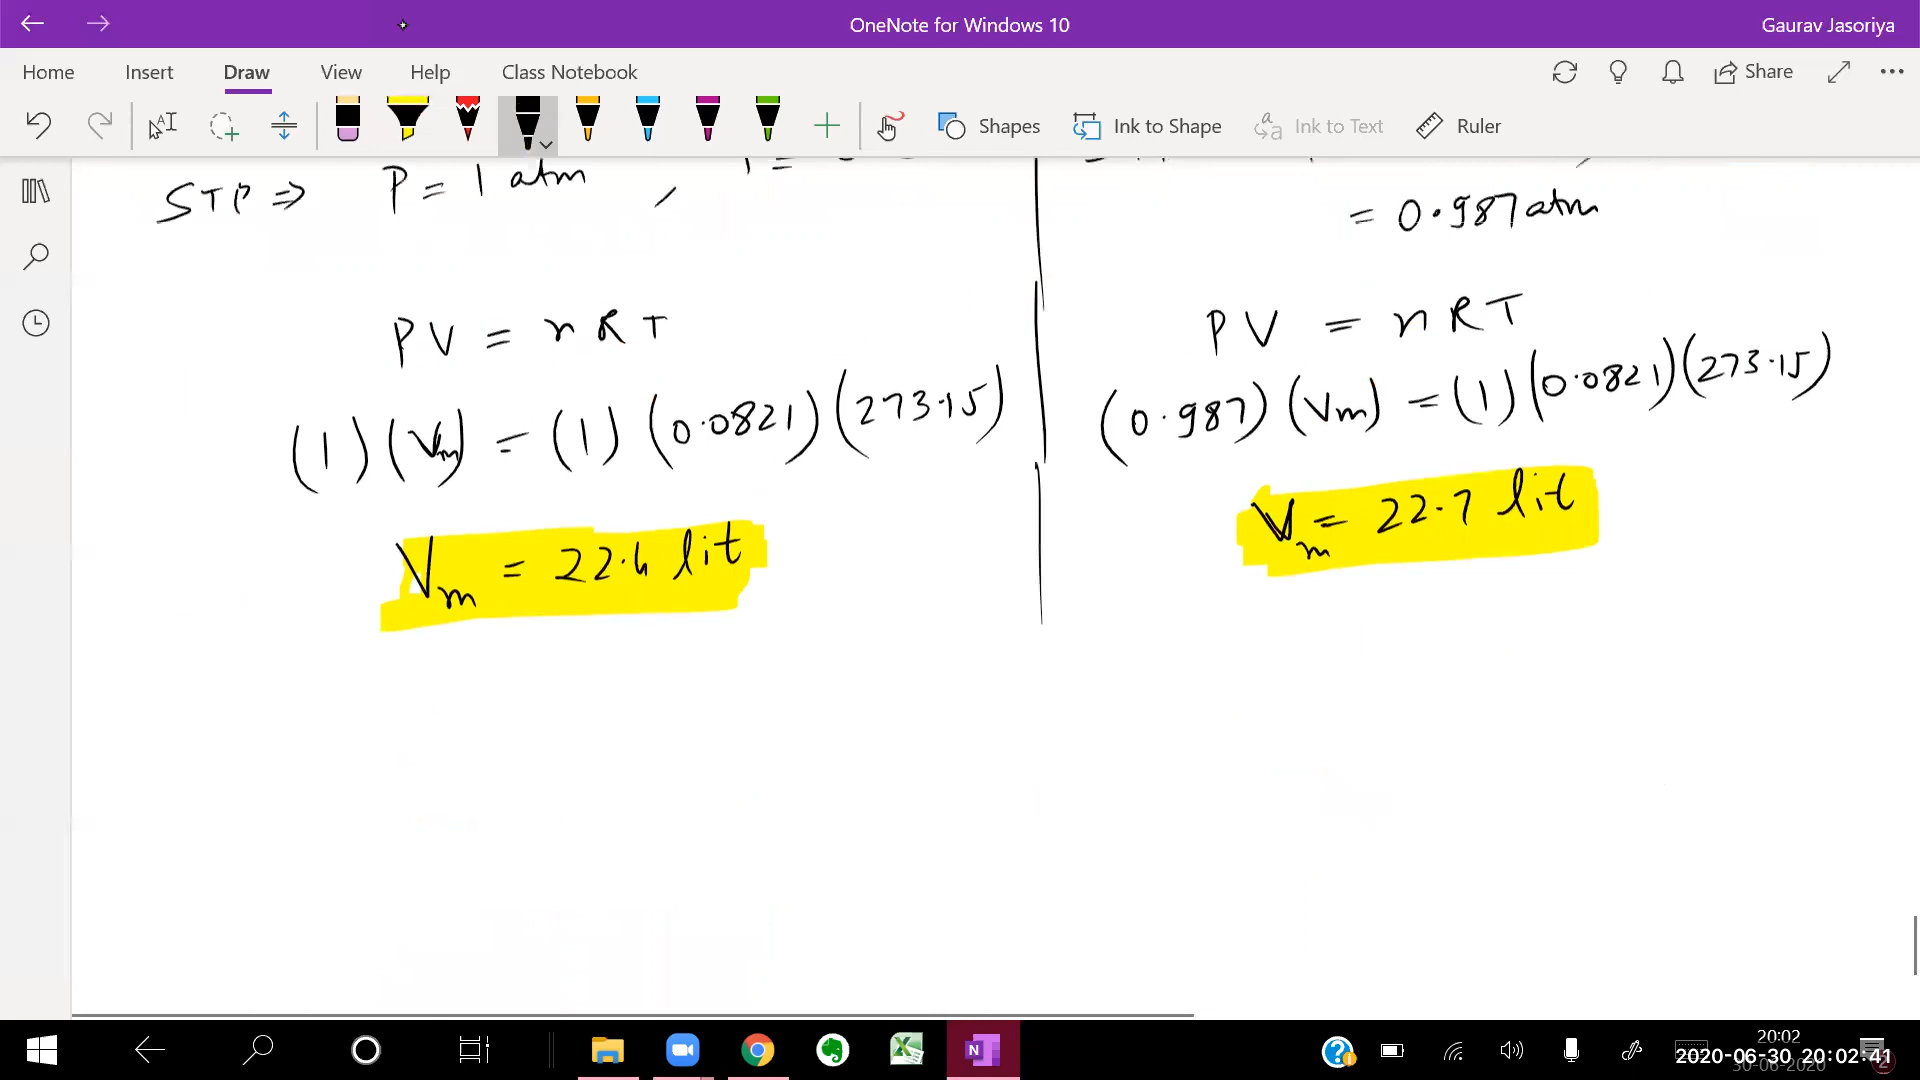 OneNote for Windows 10
Gaurav Jasoriya
Home Insert Draw View Help Class Notebook Share
Shapes Ink to Shape Ink to Text Ruler
STP ⇒ P = 1 atm ,
PV = nRT
(1) (Vm) = (1) (0.0821) (273.15)
Vm = 22.4 lit
= 0.987 atm
PV = nRT
(0.987) (Vm) = (1) (0.0821) (273.15)
Vm = 22.7 lit
20:02
2020-06-30 20:02:41
30-06-2020